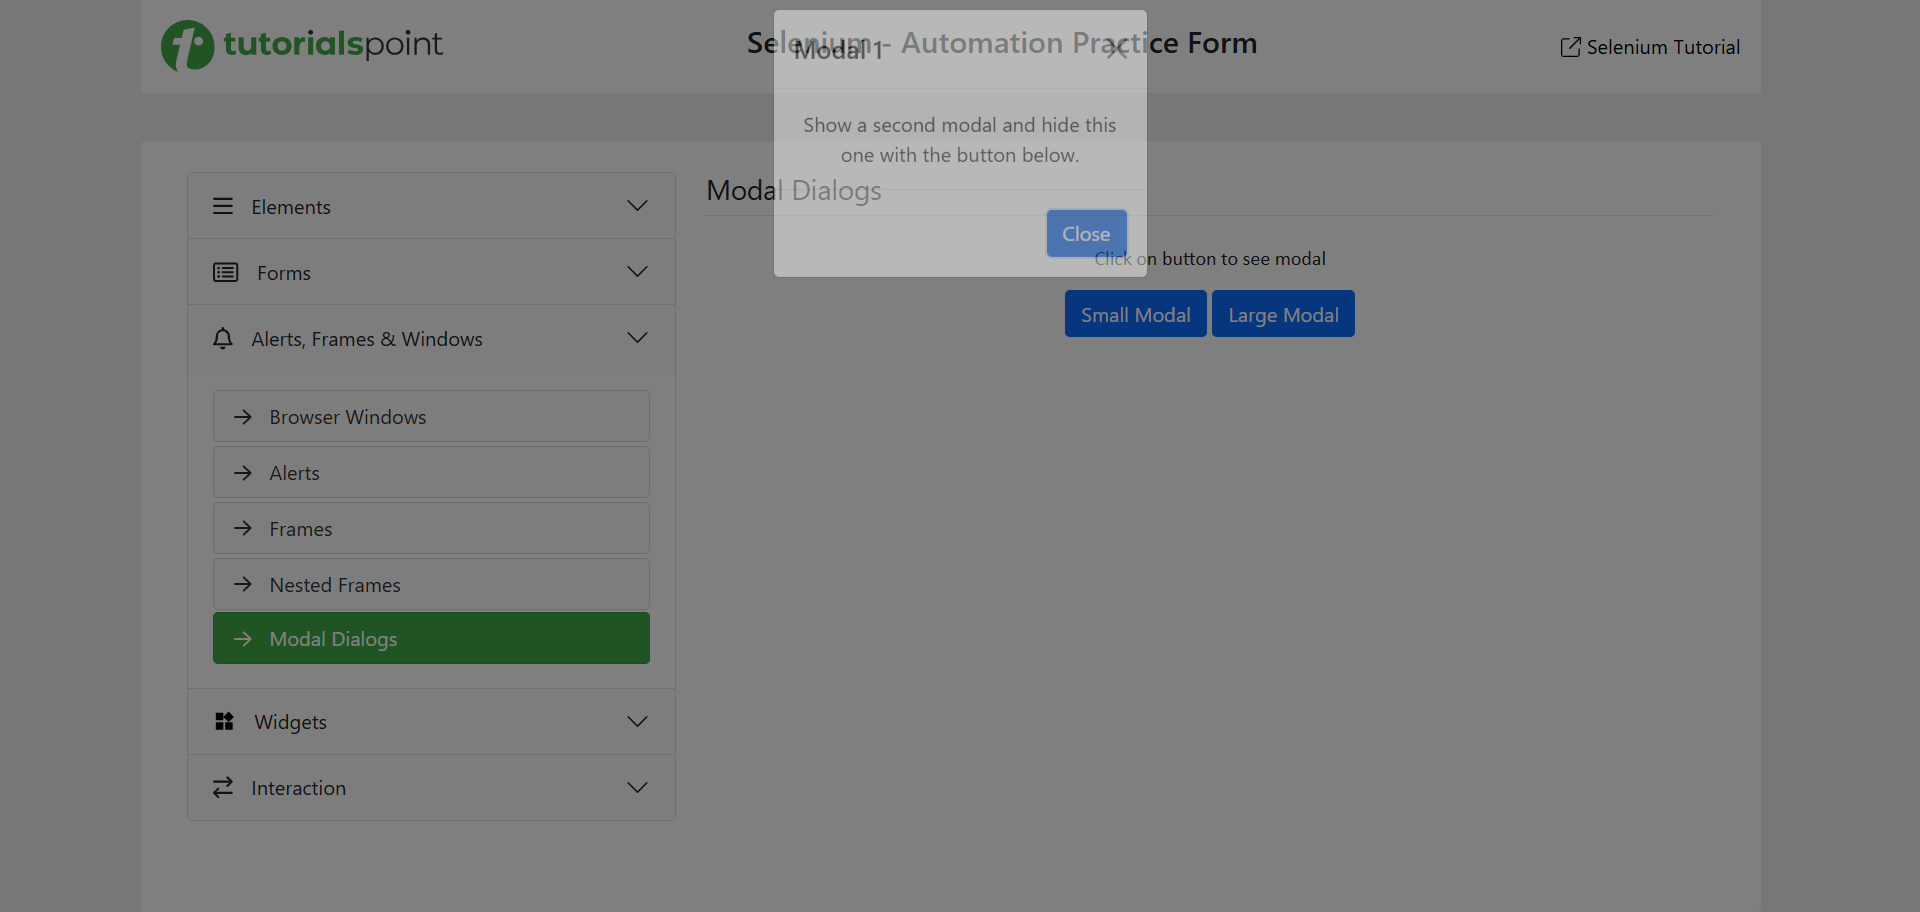 tutorialspoint
Selenium - Automation Practice Form
Selenium Tutorial
Modal 1
Show a second modal and hide this
one with the button below.
Close
Elements
Forms
Alerts, Frames & Windows
Browser Windows
Alerts
Frames
Nested Frames
Modal Dialogs
Widgets
Interaction
Modal Dialogs
Click on button to see modal
Small Modal
Large Modal